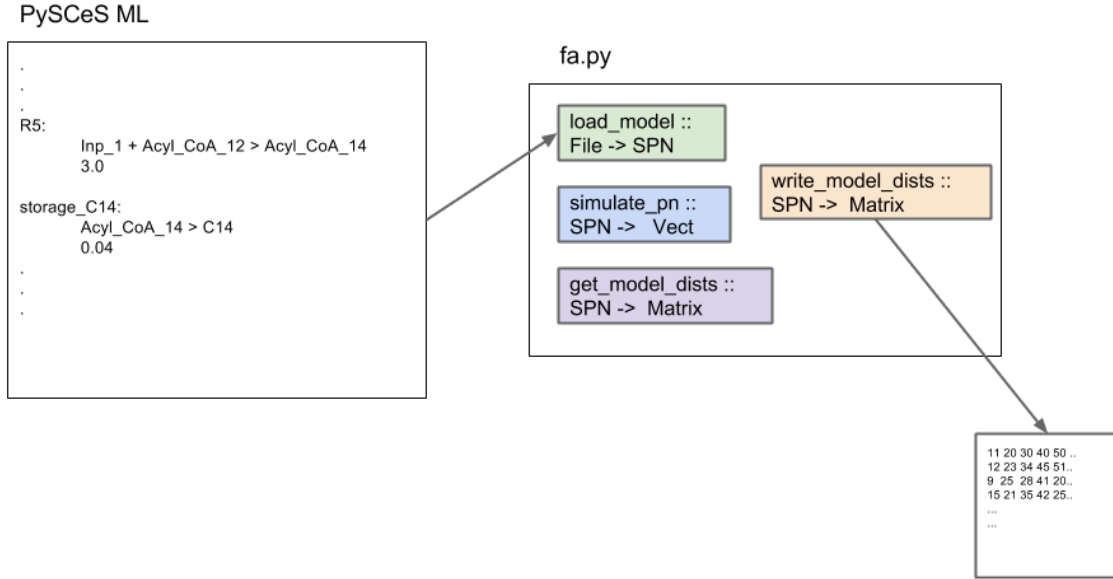 PySCeS ML
.
.
.
R5:
Inp_1 + Acyl_CoA_12 > Acyl_CoA_14
3.0
storage_C14:
Acyl_CoA_14 > C14
0.04
.
.
.
fa.py
load_model ::
File -> SPN
simulate_pn ::
SPN -> Vect
get_model_dists ::
SPN -> Matrix
write_model_dists ::
SPN -> Matrix
11 20 30 40 50 ..
12 23 34 45 51..
9 25 28 41 20..
15 21 35 42 25..
...
...